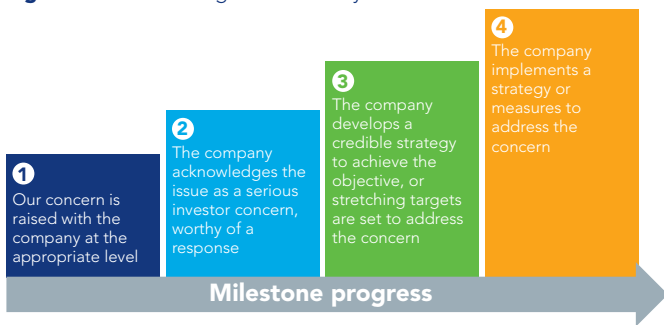 1
Our concern is
raised with the
company at the
appropriate level
2
The company
acknowledges the
issue as a serious
investor concern,
worthy of a
response
3
The company
develops a
credible strategy
to achieve the
objective, or
stretching targets
are set to address
the concern
4
The company
implements a
strategy or
measures to
address the
concern
Milestone progress